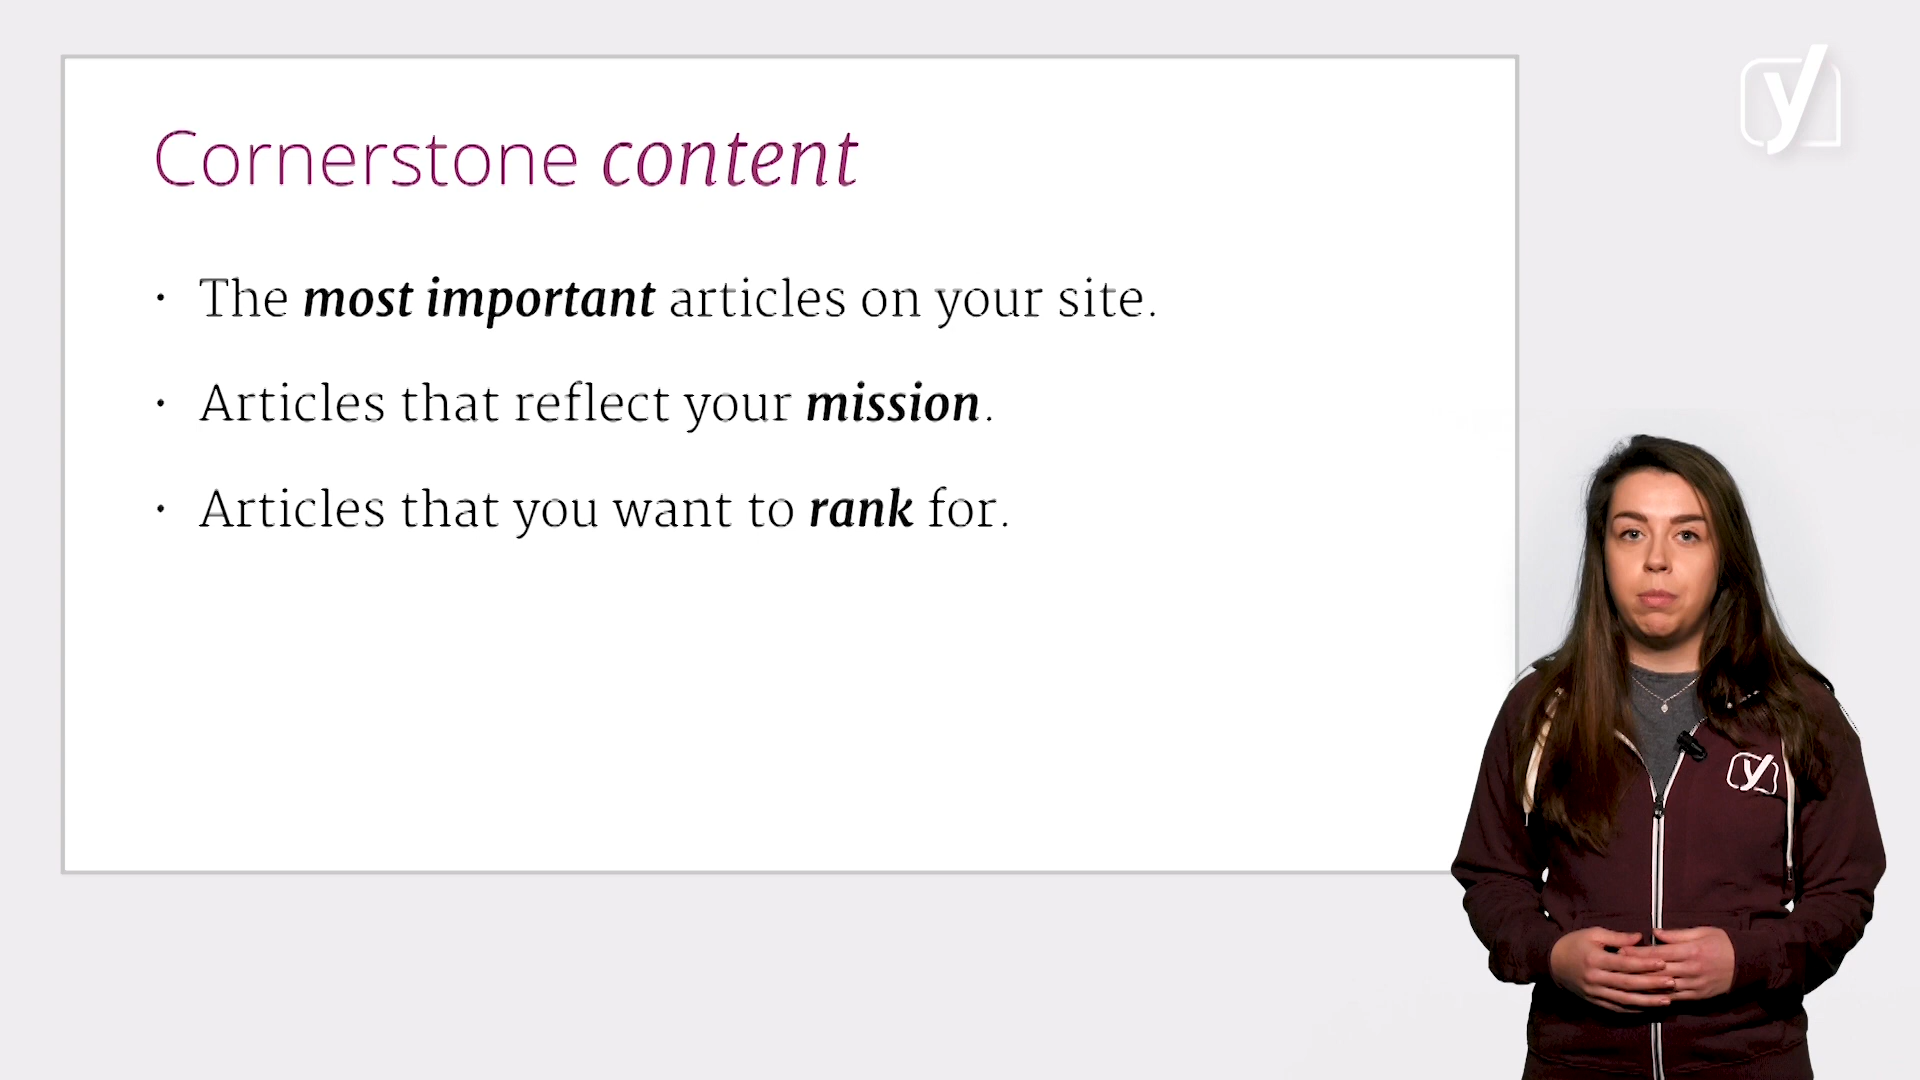 Cornerstone content
• The most important articles on your site.
• Articles that reflect your mission.
• Articles that you want to rank for.
y
y